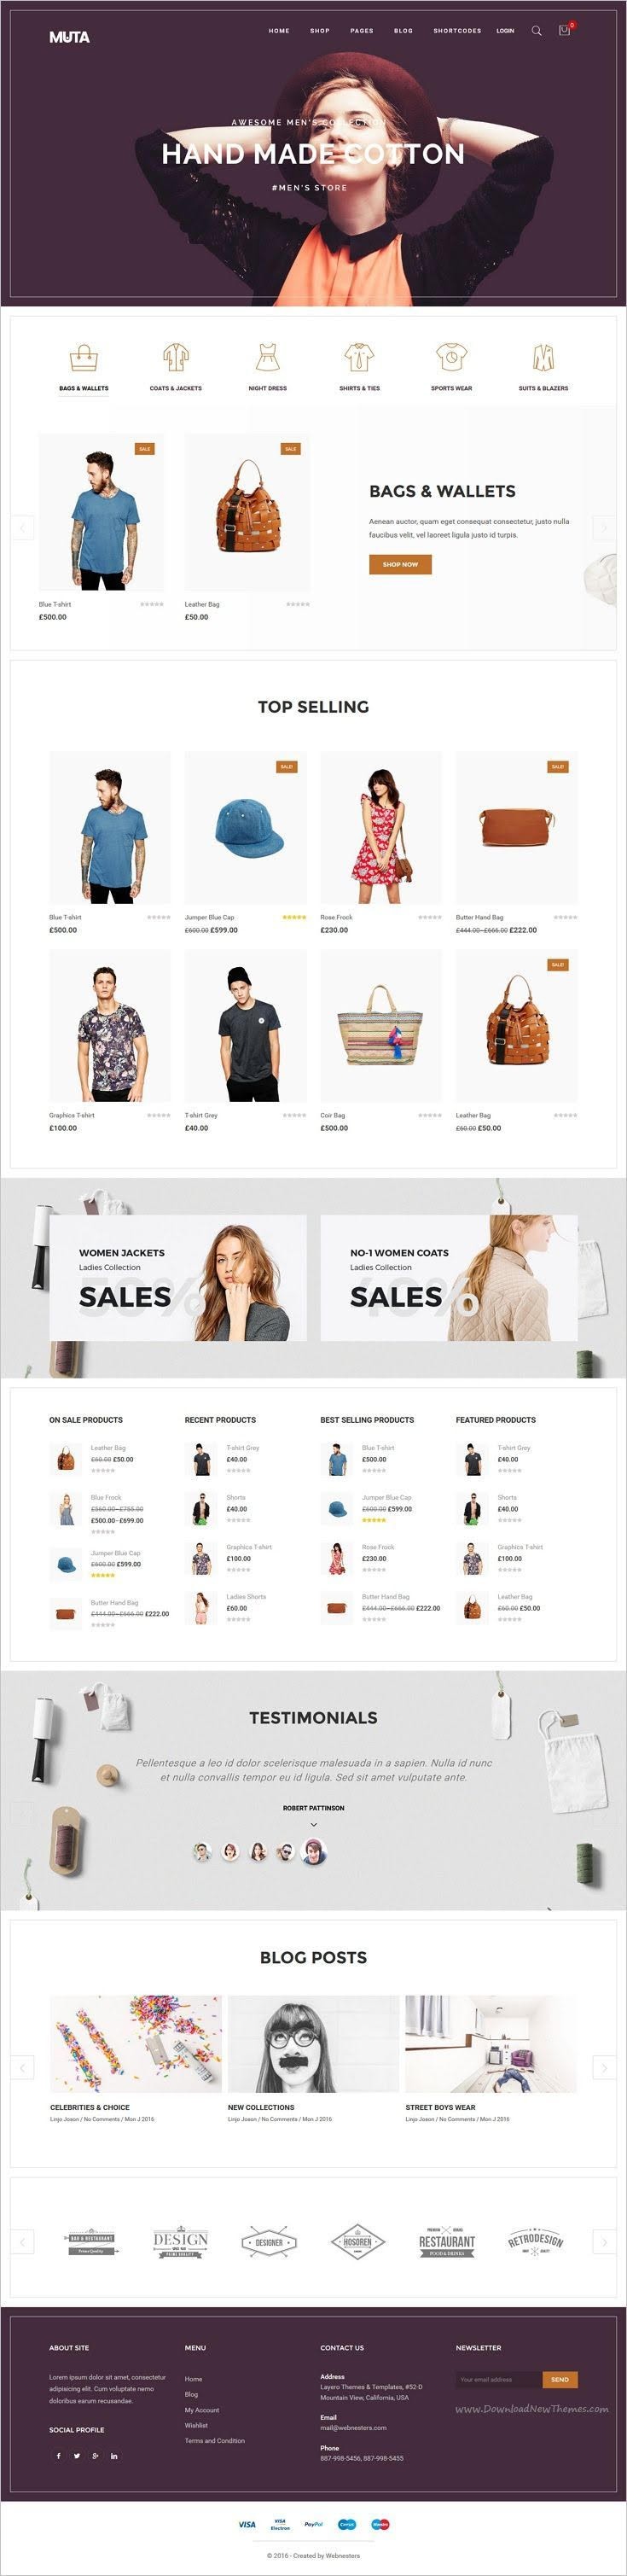 MUTA
HOME SHOP PAGES BLOG SHORTCODES LOGIN 0
AWESOME MEN'S COLLECTION
HAND MADE COTTON
#MEN'S STORE
BAGS & WALLETS COATS & JACKETS NIGHT DRESS SHIRTS & TIES SPORTS WEAR SUITS & BLAZERS
SALE SALE
BAGS & WALLETS
Aenean auctor, quam eget consequat consectetur, justo nulla
faucibus velit, vel laoreet ligula justo id turpis.
SHOP NOW
Blue T-shirt Leather Bag
£500.00 £50.00
TOP SELLING
SALE! SALE!
Blue T-shirt Jumper Blue Cap Rose Frock Butter Hand Bag
£500.00 £600.00 £599.00 £230.00 £444.00–£666.00 £222.00
SALE!
Graphics T-shirt T-shirt Grey Coir Bag Leather Bag
£100.00 £40.00 £500.00 £60.00 £50.00
WOMEN JACKETS NO-1 WOMEN COATS
Ladies Collection Ladies Collection
SALES SALES
ON SALE PRODUCTS RECENT PRODUCTS BEST SELLING PRODUCTS FEATURED PRODUCTS
Leather Bag T-shirt Grey Blue T-shirt T-shirt Grey
£60.00 £50.00 £40.00 £500.00 £40.00
Blue Frock Shorts Jumper Blue Cap Shorts
£560.00–£755.00 £40.00 £600.00 £599.00 £40.00
£500.00–£699.00
Jumper Blue Cap Graphics T-shirt Rose Frock Graphics T-shirt
£600.00 £599.00 £100.00 £230.00 £100.00
Butter Hand Bag Ladies Shorts Butter Hand Bag Leather Bag
£444.00–£666.00 £222.00 £60.00 £444.00–£666.00 £222.00 £60.00 £50.00
TESTIMONIALS
Pellentesque a leo id dolor scelerisque malesuada in a sapien. Nulla id nunc
et nulla convallis tempor eu id ligula. Sed sit amet vulputate ante.
ROBERT PATTINSON
BLOG POSTS
CELEBRITIES & CHOICE NEW COLLECTIONS STREET BOYS WEAR
Linjo Joson / No Comments / Mon J 2016 Linjo Joson / No Comments / Mon J 2016 Linjo Joson / No Comments / Mon J 2016
BAR & RESTAURANT DESIGN DESIGNER HOSOREN RESTAURANT RETRODESIGN
FOOD & DRINKS
ABOUT SITE MENU CONTACT US NEWSLETTER
Lorem ipsum dolor sit amet, consectetur
adipisicing elit. Cum voluptate nemo
doloribus earum recusandae.
SOCIAL PROFILE
Home
Blog
My Account
Wishlist
Terms and Condition
Address
Layero Themes & Templates, #52-D
Mountain View, California, USA
Email
mail@webnesters.com
Phone
887-998-5456, 887-998-5455
Your email address SEND
www.DownloadNewThemes.com
VISA VISA Electron PayPal Cirrus Maestro
© 2016 - Created by Webnesters